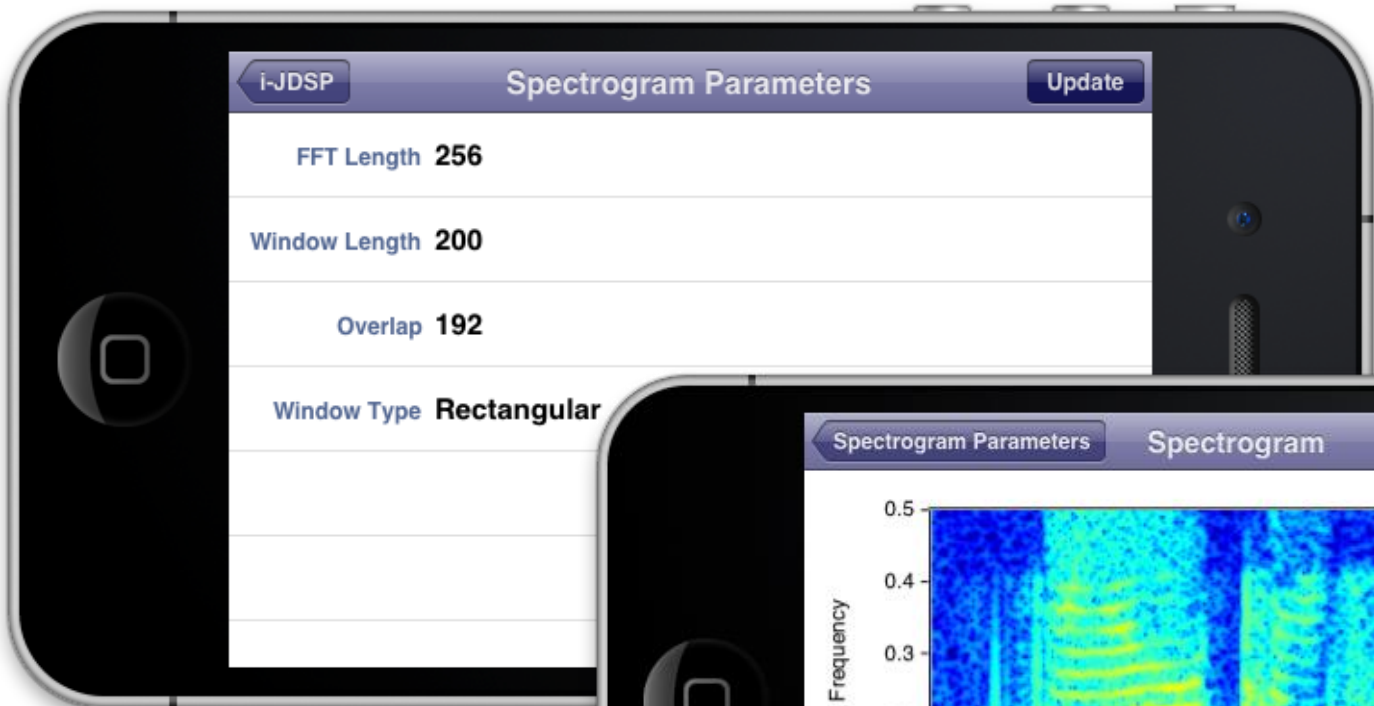 i-JDSP Spectrogram Parameters Update
FFT Length 256
Window Length 200
Overlap 192
Window Type Rectangular
Spectrogram Parameters Spectrogram
0.5
0.4
0.3
Frequency